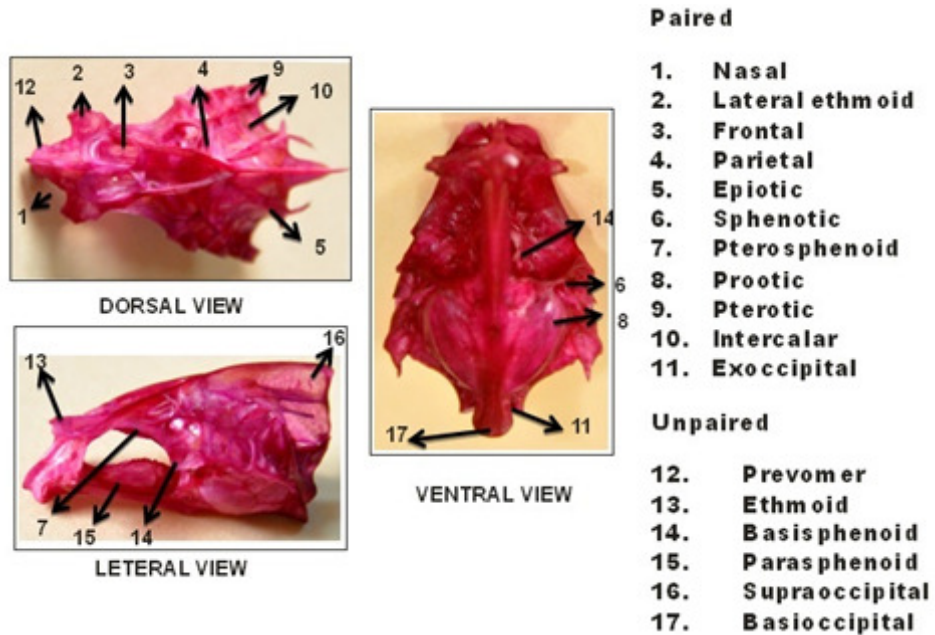 12
2
3
4
9
10
1
5
DORSAL VIEW
13
16
7
15
14
LETERAL VIEW
14
6
8
17
11
VENTRAL VIEW
Paired
1. Nasal
2. Lateral ethmoid
3. Frontal
4. Parietal
5. Epiotic
6. Sphenotic
7. Pterosphenoid
8. Prootic
9. Pterotic
10. Intercalar
11. Exoccipital
Unpaired
12. Prevomer
13. Ethmoid
14. Basisphenoid
15. Parasphenoid
16. Supraoccipital
17. Basioccipital